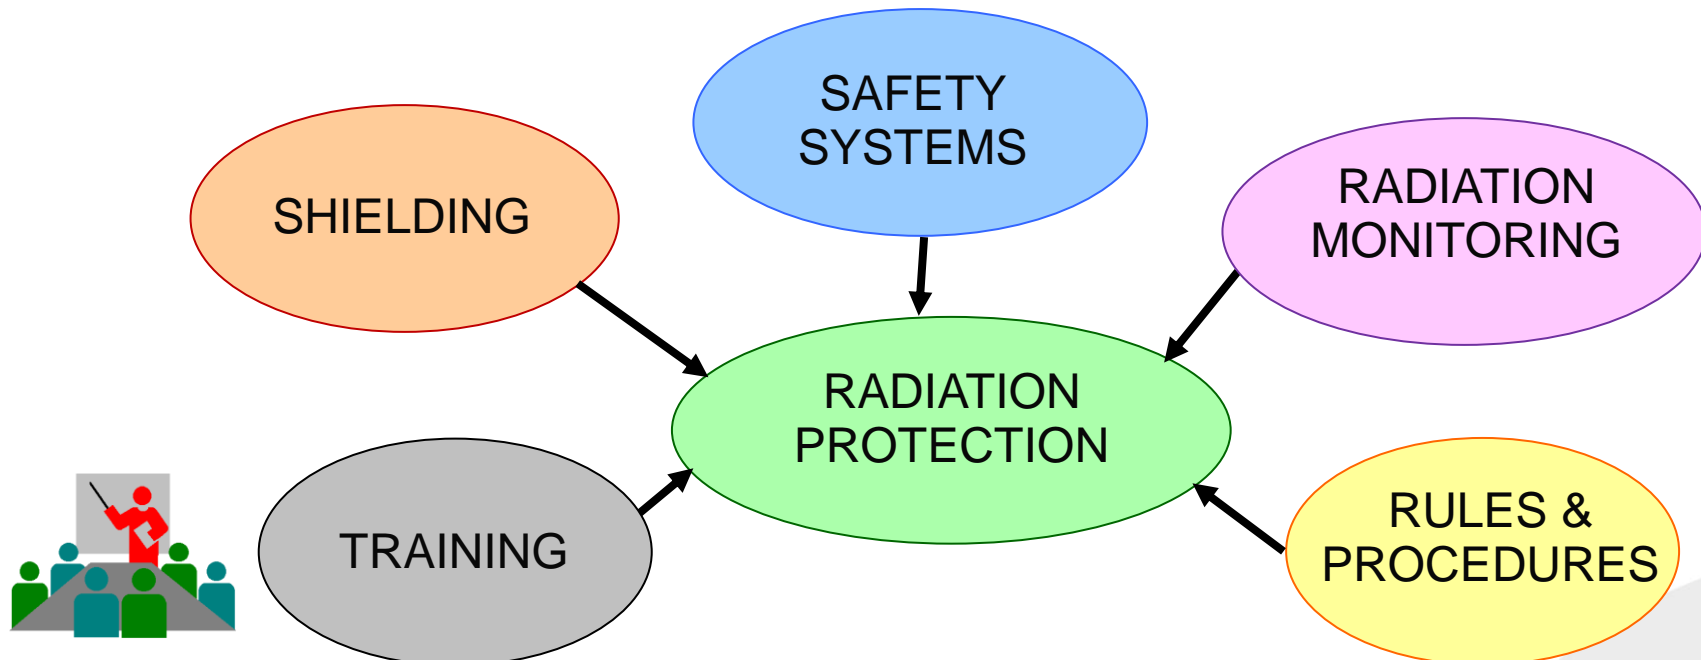 SAFETY
SYSTEMS
SHIELDING
RADIATION
MONITORING
RADIATION
PROTECTION
TRAINING
RULES &
PROCEDURES